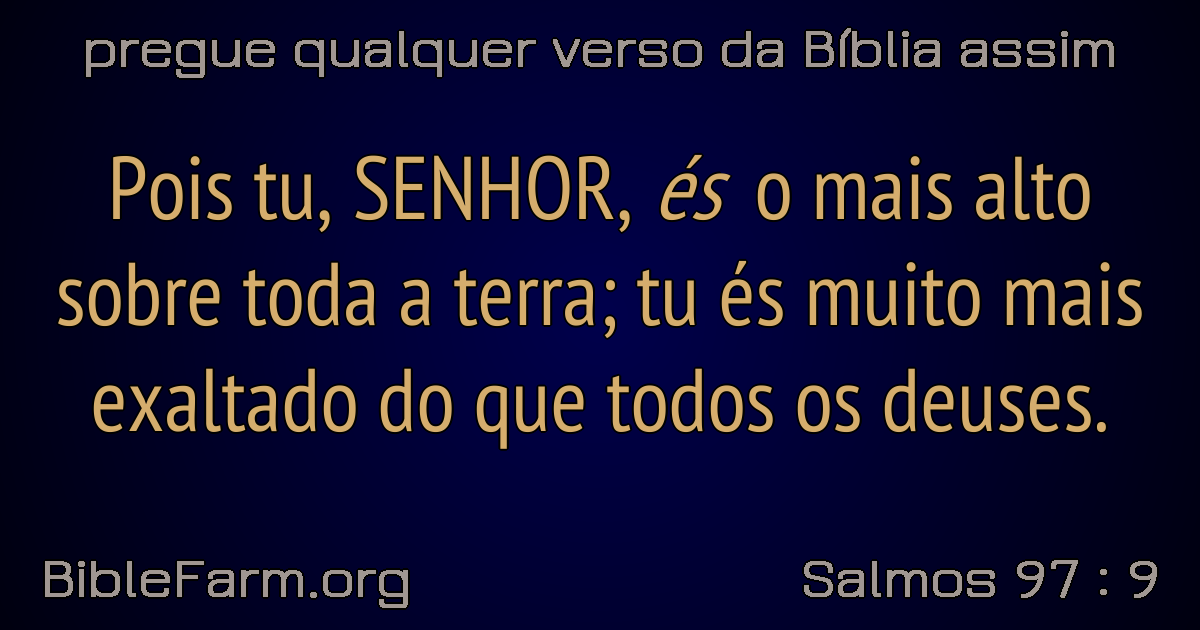 pregue qualquer verso da Bíblia assim
Pois tu, SENHOR, és o mais alto
sobre toda a terra; tu és muito mais
exaltado do que todos os deuses.
BibleFarm.org
Salmos 97 : 9